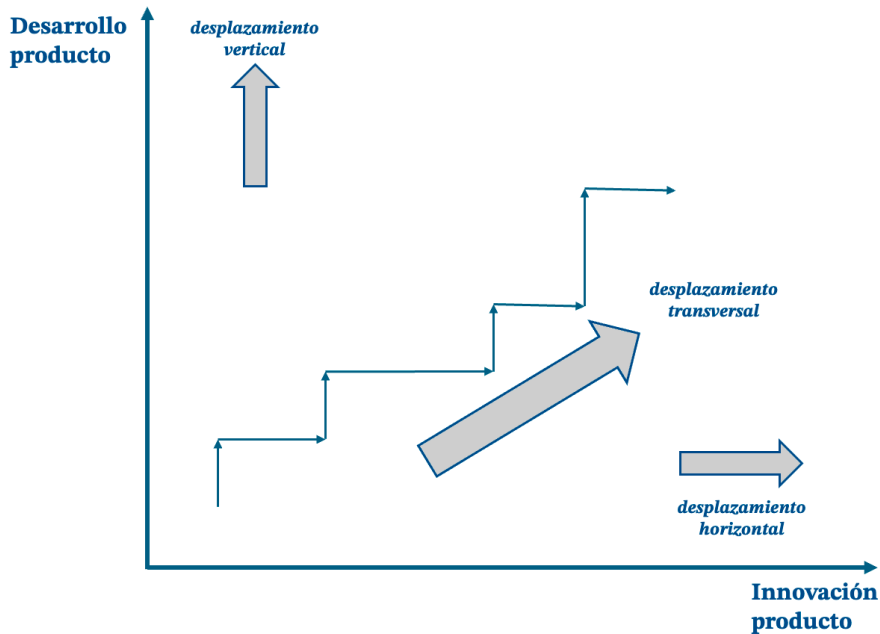 Desarrollo
producto
desplazamiento
vertical
desplazamiento
transversal
desplazamiento
horizontal
Innovación
producto